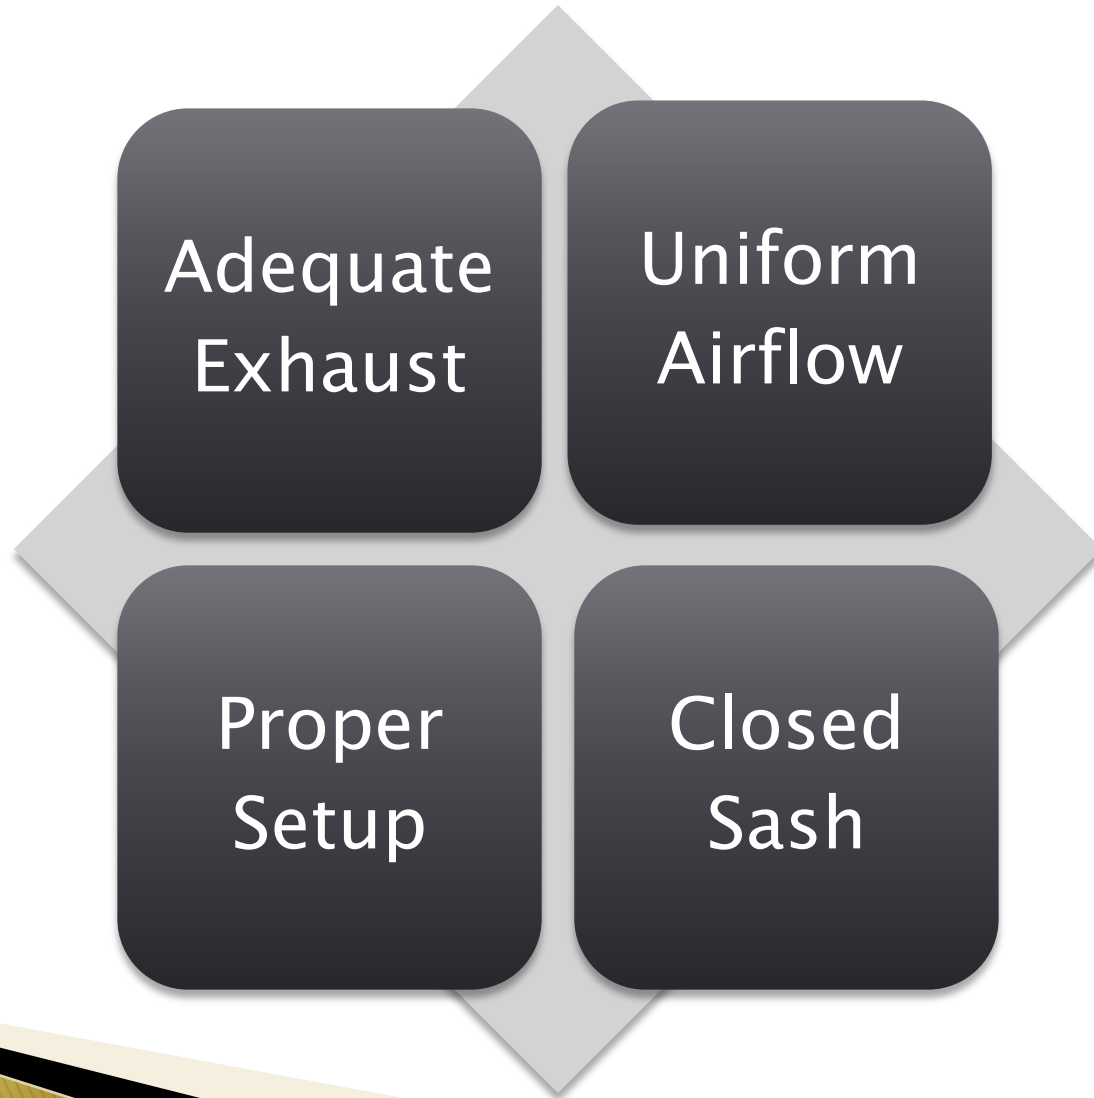 Adequate
Exhaust
Uniform
Airflow
Proper
Setup
Closed
Sash